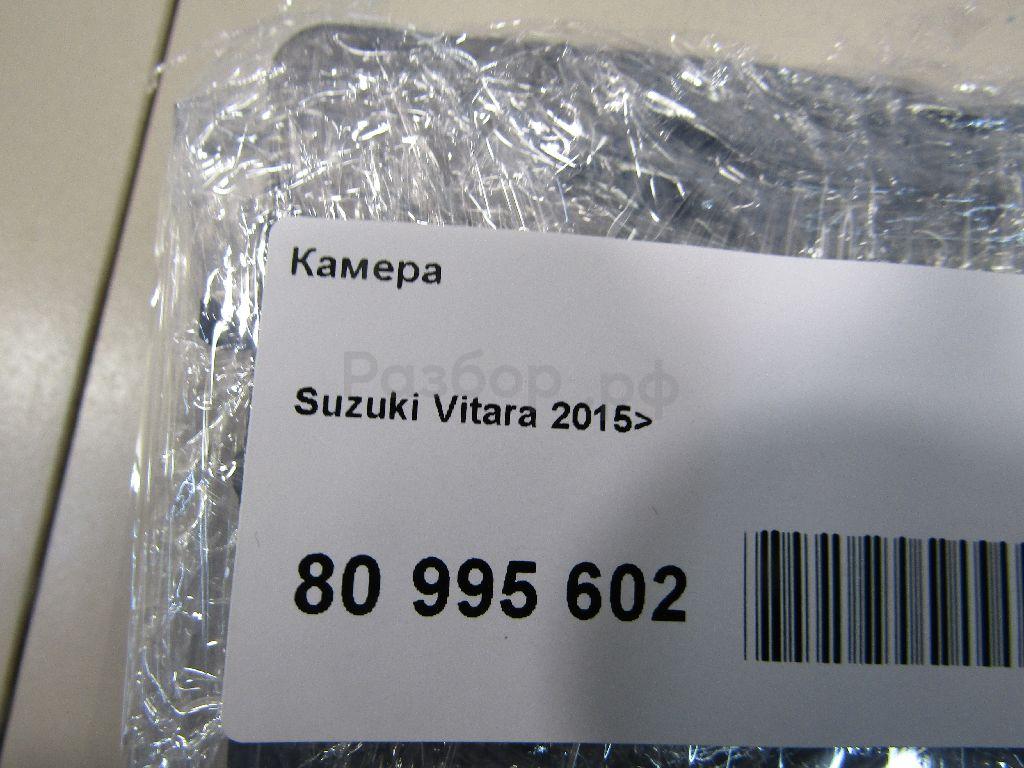 Камера
Разбор.рф
Suzuki Vitara 2015>
80 995 602